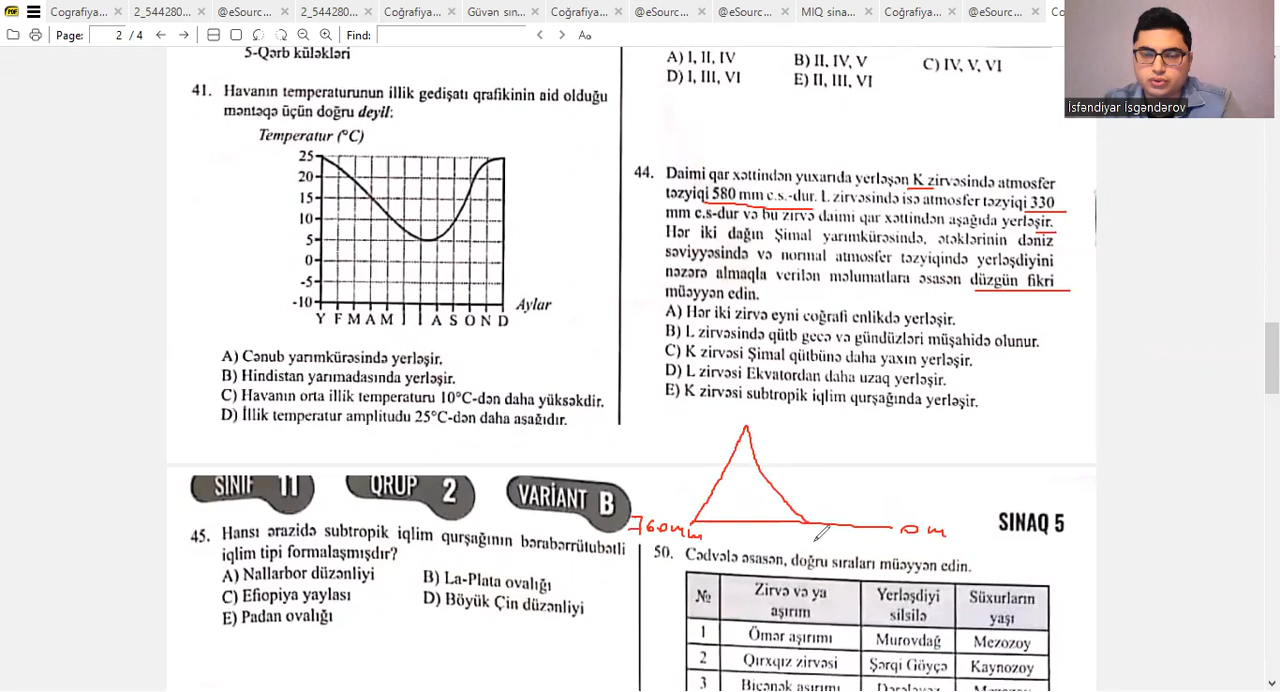 Coğrafiya...
2_544280...
@eSourc...
2_544280...
Coğrafiya...
Güvən sın...
Coğrafiya...
@eSourc...
@eSourc...
MIQ sina...
Coğrafiya...
@eSourc...
Co
Page: 2 / 4
Find:
İsfəndiyar İsgəndərov
5-Qərb küləkləri
41. Havanın temperaturunun illik gedişatı qrafikinin aid olduğu
məntəqə üçün doğru deyil:
Temperatur (°C)
25
20
15
10
5
0
-5
-10
Aylar
Y F M A M İ İ A S O N D
A) Cənub yarımkürəsində yerləşir.
B) Hindistan yarımadasında yerləşir.
C) Havanın orta illik temperaturu 10°C-dən daha yüksəkdir.
D) İllik temperatur amplitudu 25°C-dən daha aşağıdır.
A) I, II, IV
B) II, IV, V
C) IV, V, VI
D) I, III, VI
E) II, III, VI
44. Daimi qar xəttindən yuxarıda yerləşən K zirvəsində atmosfer
təzyiqi 580 mm c.s.-dur. L zirvəsində isə atmosfer təzyiqi 330
mm c.s-dur və bu zirvə daimi qar xəttindən aşağıda yerləşir.
Hər iki dağın Şimal yarımkürəsində, ətəklərinin dəniz
səviyyəsində və normal atmosfer təzyiqində yerləşdiyini
nəzərə almaqla verilən məlumatlara əsasən düzgün fikri
müəyyən edin.
A) Hər iki zirvə eyni coğrafi enlikdə yerləşir.
B) L zirvəsində qütb gecə və gündüzləri müşahidə olunur.
C) K zirvəsi Şimal qütbünə daha yaxın yerləşir.
D) L zirvəsi Ekvatordan daha uzaq yerləşir.
E) K zirvəsi subtropik iqlim qurşağında yerləşir.
760mm
0 m
SINIF 11
QRUP 2
VARİANT B
SINAQ 5
45. Hansı ərazidə subtropik iqlim qurşağının bərabərrütubətli
iqlim tipi formalaşmışdır?
A) Nallarbor düzənliyi
B) La-Plata ovalığı
C) Efiopiya yaylası
D) Böyük Çin düzənliyi
E) Padan ovalığı
50. Cədvələ əsasən, doğru sıraları müəyyən edin.
№
Zirvə və ya
aşırım
Yerləşdiyi
silsilə
Süxurların
yaşı
1
Ömər aşırımı
Murovdağ
Mezozoy
2
Qırxqız zirvəsi
Şərqi Göyçə
Kaynozoy
3
Biçənək aşırımı